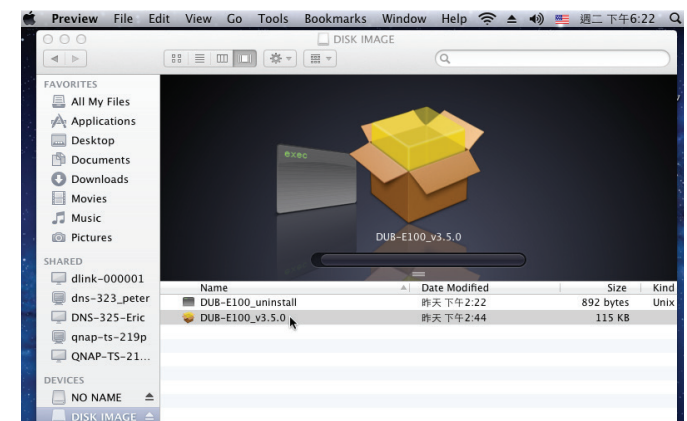 Preview File Edit View Go Tools Bookmarks Window Help 週二 下午6:22
DISK IMAGE
FAVORITES
All My Files
Applications
Desktop
Documents
Downloads
Movies
Music
Pictures
SHARED
dlink-000001
dns-323_peter
DNS-325-Eric
qnap-ts-219p
QNAP-TS-21...
DEVICES
NO NAME
DISK IMAGE
exec
DUB-E100_v3.5.0
Name Date Modified Size Kind
DUB-E100_uninstall 昨天 下午2:22 892 bytes Unix
DUB-E100_v3.5.0 昨天 下午2:44 115 KB